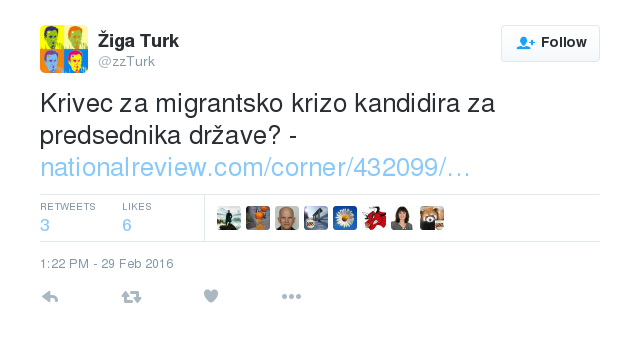 Žiga Turk
@zzTurk
Follow
Krivec za migrantsko krizo kandidira za
predsednika države? -
nationalreview.com/corner/432099/…
RETWEETS LIKES
3 6
1:22 PM - 29 Feb 2016